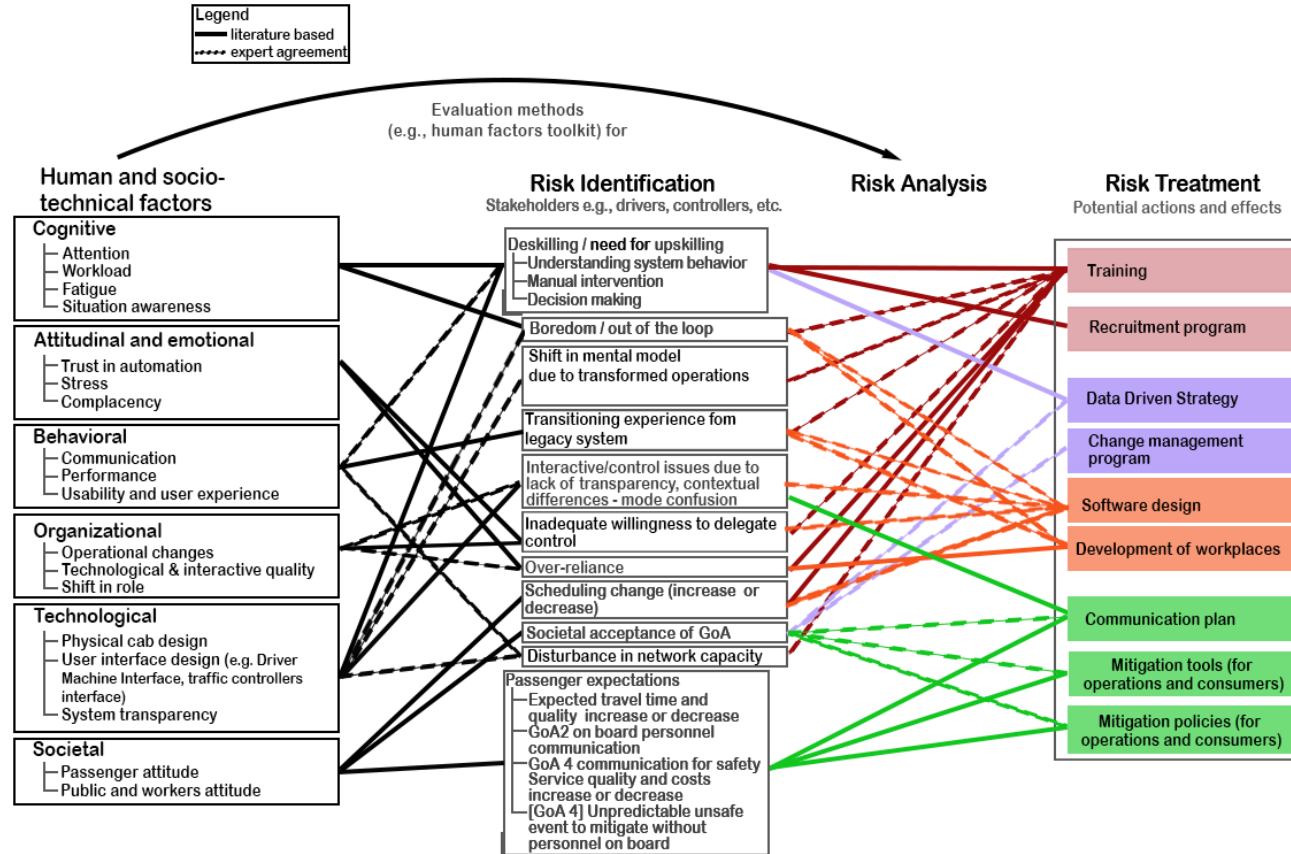 Legend
literature based
expert agreement
Evaluation methods
(e.g., human factors toolkit) for
Human and socio-
technical factors
Cognitive
Attention
Workload
Fatigue
Situation awareness
Attitudinal and emotional
Trust in automation
Stress
Complacency
Behavioral
Communication
Performance
Usability and user experience
Organizational
Operational changes
Technological & interactive quality
Shift in role
Technological
Physical cab design
User interface design (e.g. Driver
Machine Interface, traffic controllers
interface)
System transparency
Societal
Passenger attitude
Public and workers attitude
Risk Identification
Stakeholders e.g., drivers, controllers, etc.
Deskilling / need for upskilling
Understanding system behavior
Manual intervention
Decision making
Boredom / out of the loop
Shift in mental model
due to transformed operations
Transitioning experience fom
legacy system
Interactive/control issues due to
lack of transparency, contextual
differences - mode confusion
Inadequate willingness to delegate
control
Over-reliance
Scheduling change (increase or
decrease)
Societal acceptance of GoA
Disturbance in network capacity
Passenger expectations
Expected travel time and
quality increase or decrease
GoA2 on board personnel
communication
GoA 4 communication for safety
Service quality and costs
increase or decrease
[GoA 4] Unpredictable unsafe
event to mitigate without
personnel on board
Risk Analysis
Risk Treatment
Potential actions and effects
Training
Recruitment program
Data Driven Strategy
Change management
program
Software design
Development of workplaces
Communication plan
Mitigation tools (for
operations and consumers)
Mitigation policies (for
operations and consumers)